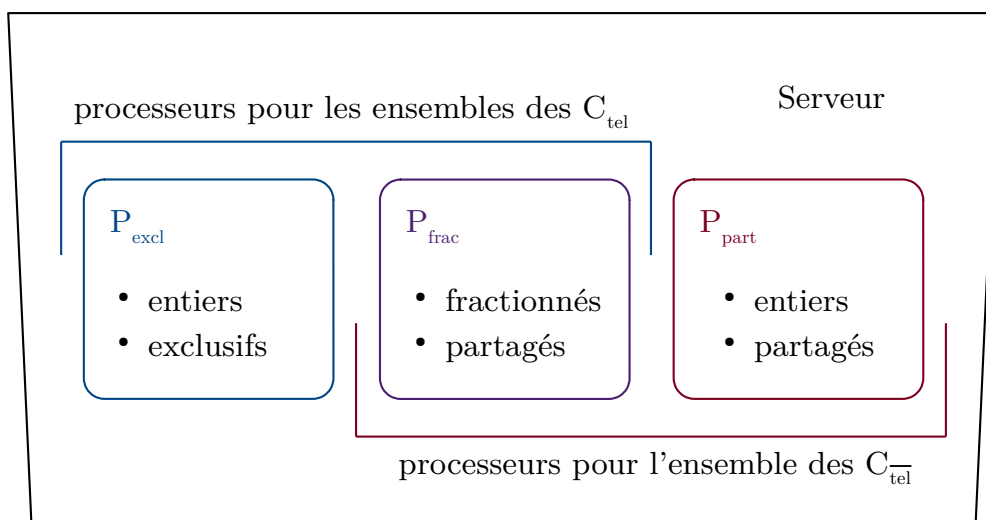 Serveur
processeurs pour les ensembles des C_tel
P_excl
• entiers
• exclusifs
P_frac
• fractionnés
• partagés
P_part
• entiers
• partagés
processeurs pour l'ensemble des C_t̅e̅l̅